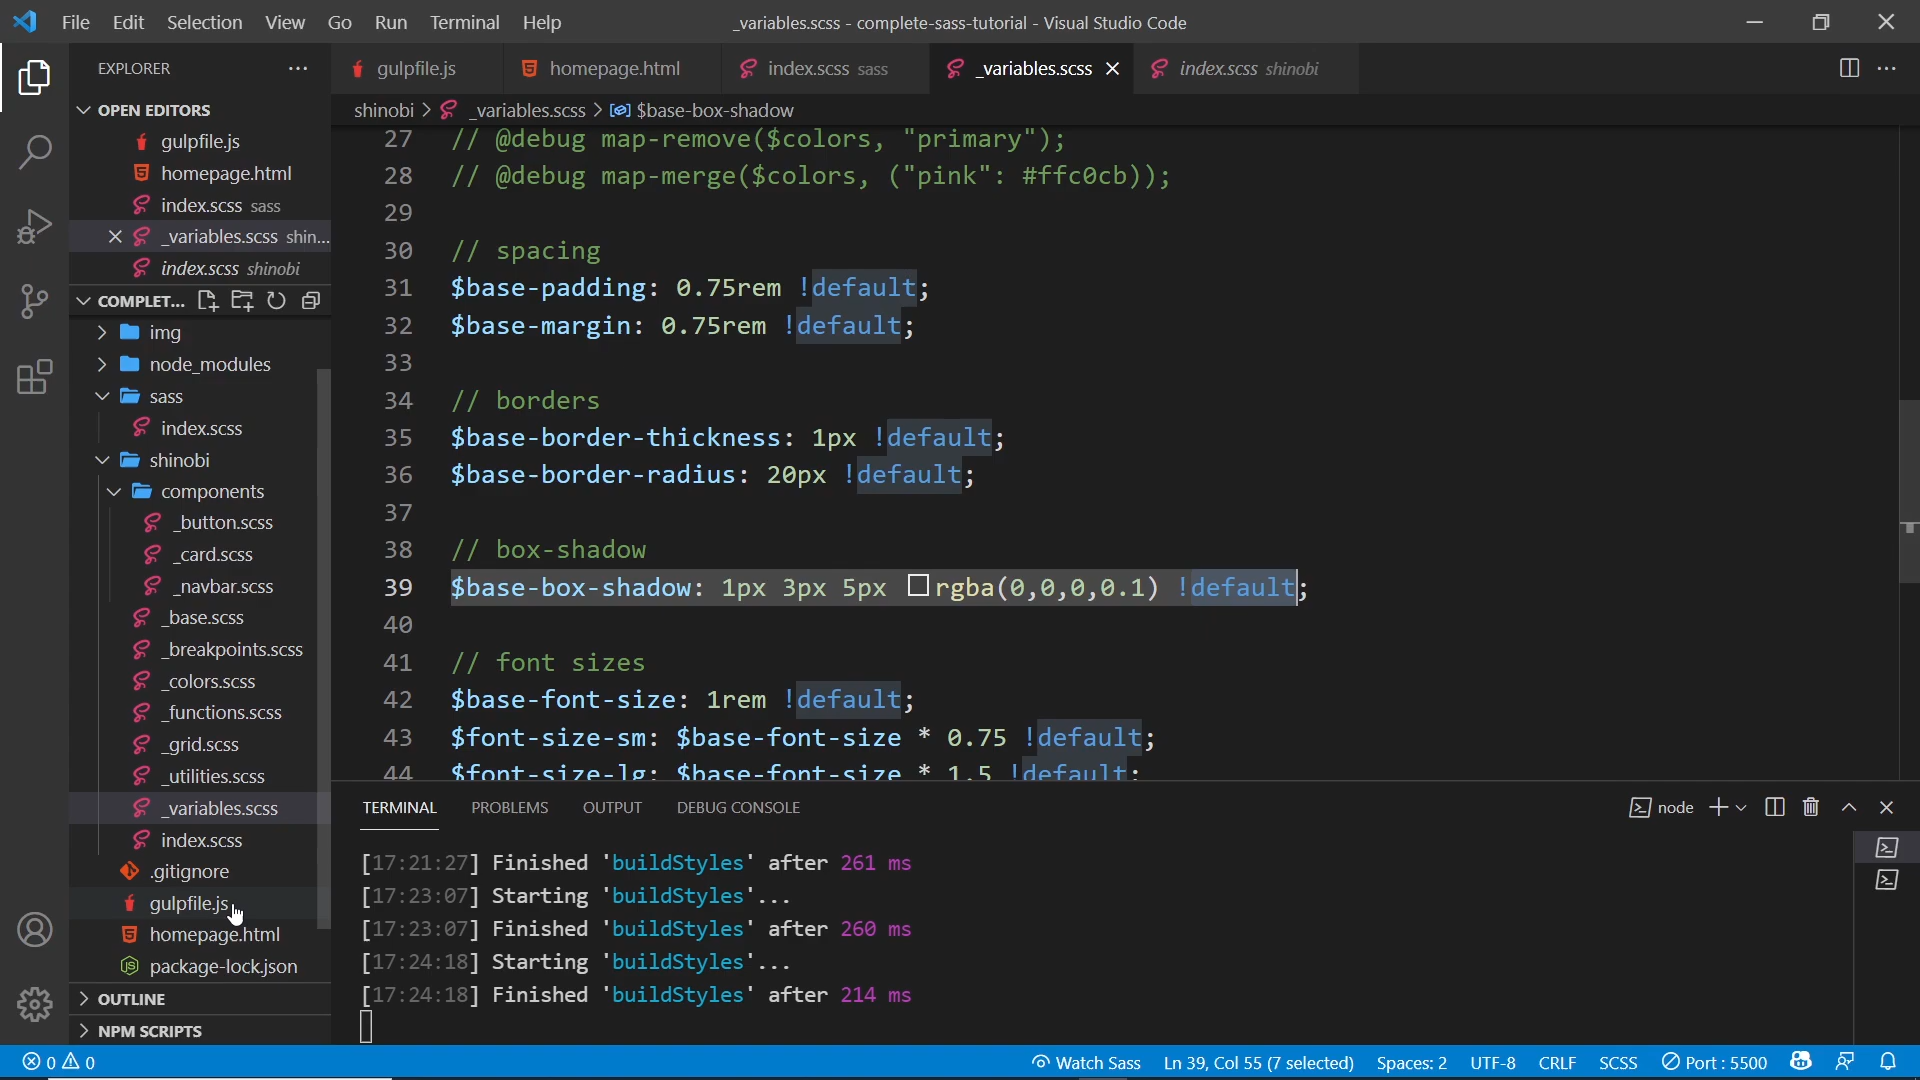 File Edit Selection View Go Run Terminal Help
_variables.scss - complete-sass-tutorial - Visual Studio Code
EXPLORER
gulpfile.js
homepage.html
index.scss sass
_variables.scss
index.scss shinobi
shinobi > _variables.scss > $base-box-shadow
OPEN EDITORS
gulpfile.js
homepage.html
index.scss sass
_variables.scss shin...
index.scss shinobi
COMPLET...
img
node_modules
sass
index.scss
shinobi
components
_button.scss
_card.scss
_navbar.scss
_base.scss
_breakpoints.scss
_colors.scss
_functions.scss
_grid.scss
_utilities.scss
_variables.scss
index.scss
.gitignore
gulpfile.js
homepage.html
package-lock.json
OUTLINE
NPM SCRIPTS
27 // @debug map-remove($colors, "primary");
28 // @debug map-merge($colors, ("pink": #ffc0cb));
29
30 // spacing
31 $base-padding: 0.75rem !default;
32 $base-margin: 0.75rem !default;
33
34 // borders
35 $base-border-thickness: 1px !default;
36 $base-border-radius: 20px !default;
37
38 // box-shadow
39 $base-box-shadow: 1px 3px 5px rgba(0,0,0,0.1) !default;
40
41 // font sizes
42 $base-font-size: 1rem !default;
43 $font-size-sm: $base-font-size * 0.75 !default;
44 $font-size-lg: $base-font-size * 1.5 !default;
TERMINAL PROBLEMS OUTPUT DEBUG CONSOLE
node
[17:21:27] Finished 'buildStyles' after 261 ms
[17:23:07] Starting 'buildStyles'...
[17:23:07] Finished 'buildStyles' after 260 ms
[17:24:18] Starting 'buildStyles'...
[17:24:18] Finished 'buildStyles' after 214 ms
0 0
Watch Sass
Ln 39, Col 55 (7 selected)
Spaces: 2
UTF-8
CRLF
SCSS
Port : 5500